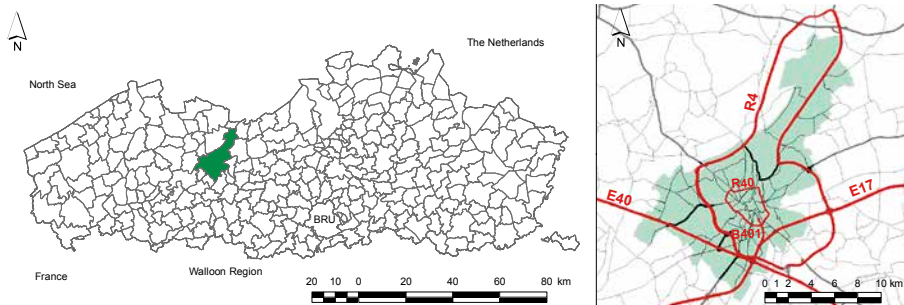 N
The Netherlands
North Sea
BRU
France
Walloon Region
20 10 0 20 40 60 80 km
N
R4
R40
E40
E17
B401
0 1 2 4 6 8 10 km